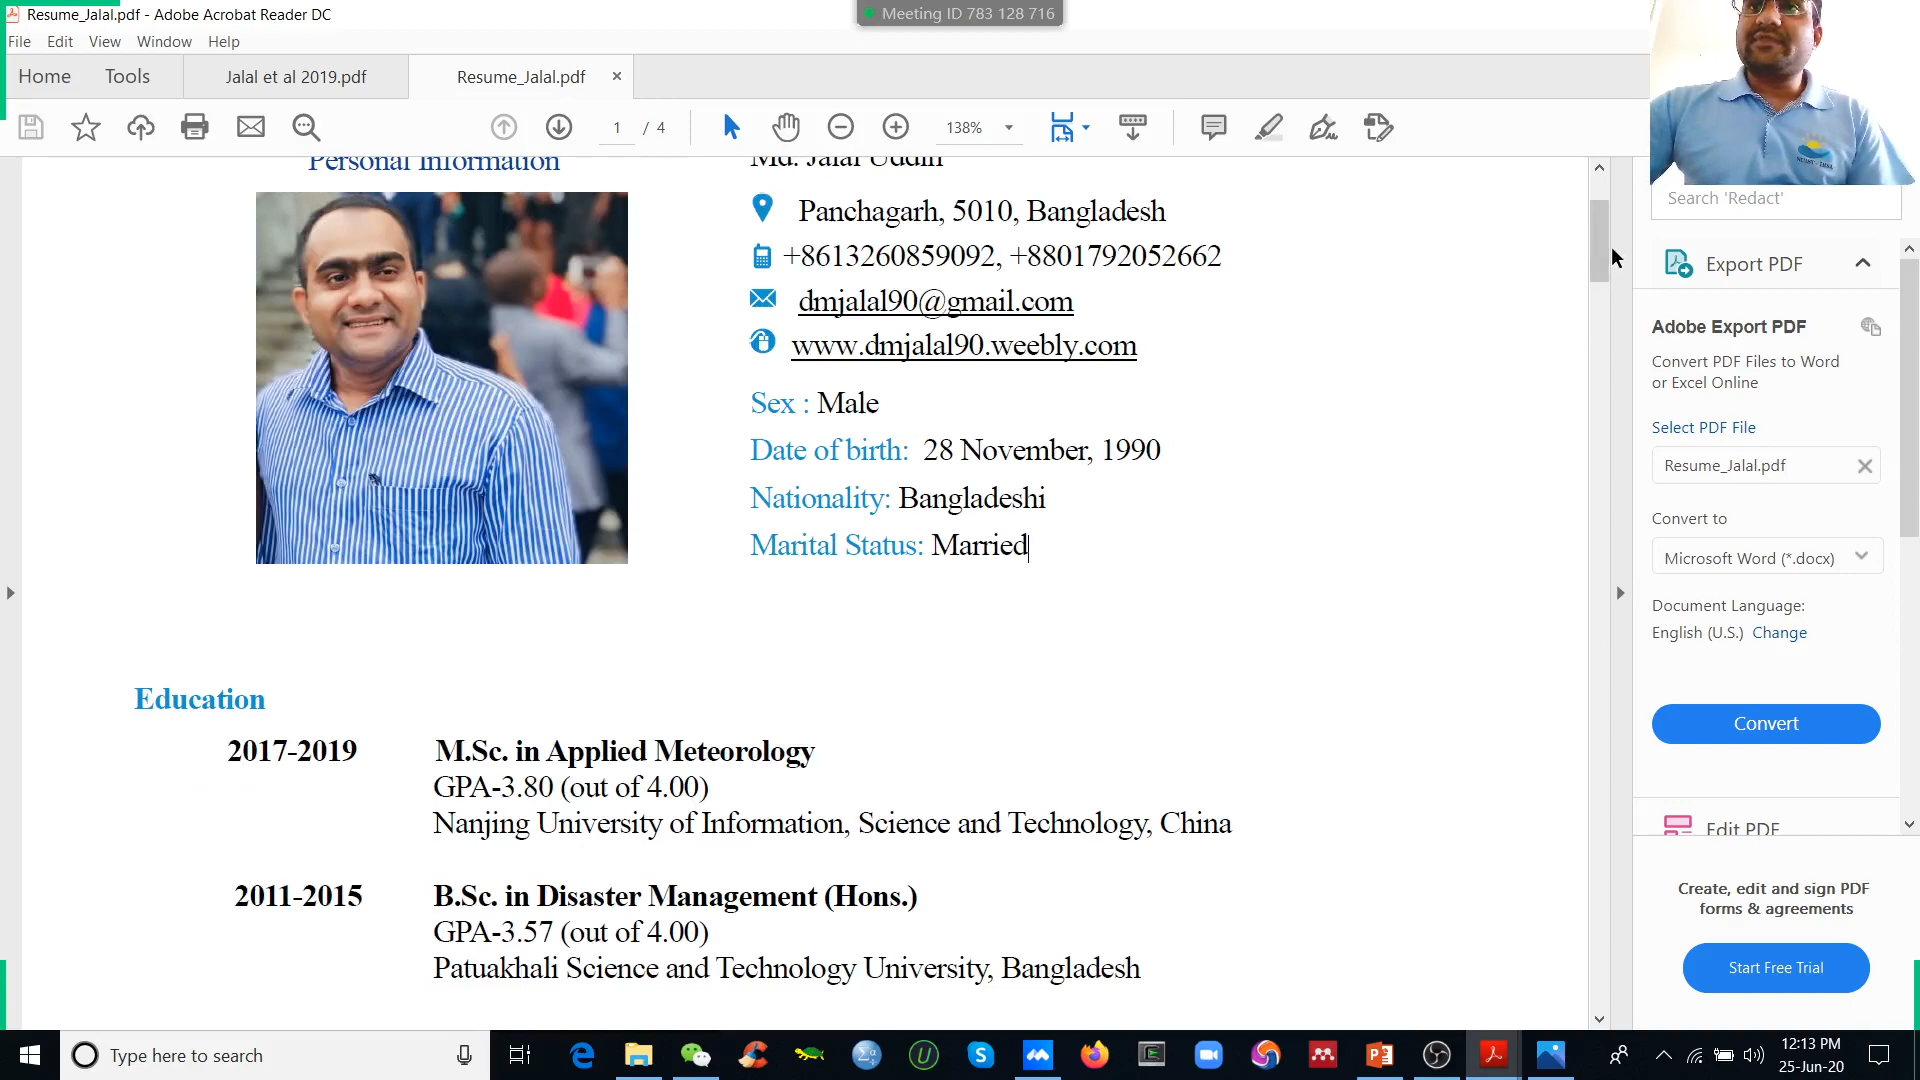 Resume_Jalal.pdf - Adobe Acrobat Reader DC
Meeting ID 783 128 716
File Edit View Window Help
Home Tools Jalal et al 2019.pdf Resume_Jalal.pdf ×
1 / 4 138%
Personal Information
Md. Jalal Uddin
Panchagarh, 5010, Bangladesh
+8613260859092, +8801792052662
dmjalal90@gmail.com
www.dmjalal90.weebly.com
Sex : Male
Date of birth: 28 November, 1990
Nationality: Bangladeshi
Marital Status: Married
Education
2017-2019 M.Sc. in Applied Meteorology
GPA-3.80 (out of 4.00)
Nanjing University of Information, Science and Technology, China
2011-2015 B.Sc. in Disaster Management (Hons.)
GPA-3.57 (out of 4.00)
Patuakhali Science and Technology University, Bangladesh
Search 'Redact'
Export PDF
Adobe Export PDF
Convert PDF Files to Word
or Excel Online
Select PDF File
Resume_Jalal.pdf
Convert to
Microsoft Word (*.docx)
Document Language:
English (U.S.) Change
Convert
Edit PDF
Create, edit and sign PDF
forms & agreements
Start Free Trial
Type here to search
12:13 PM
25-Jun-20